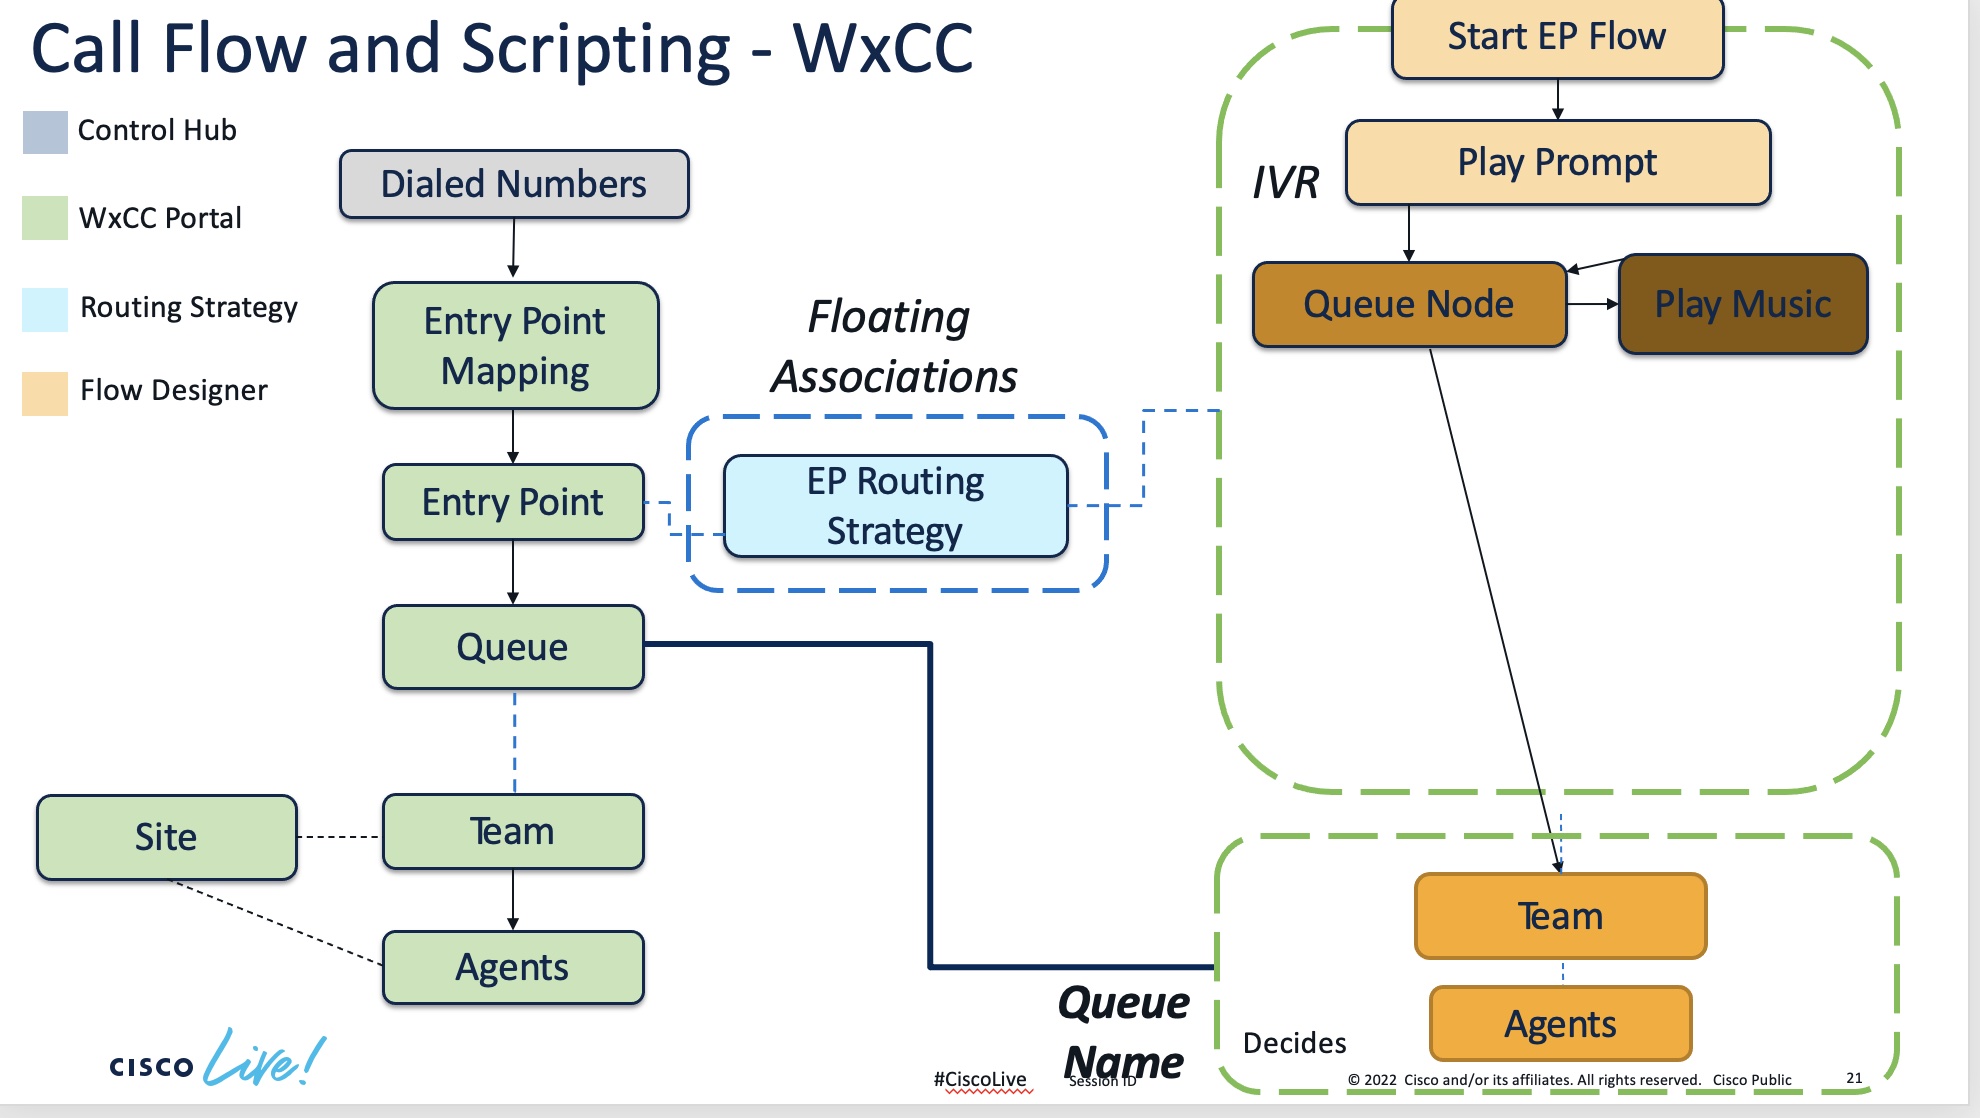 Call Flow and Scripting - WxCC
Control Hub
WxCC Portal
Routing Strategy
Flow Designer
Dialed Numbers
Entry Point
Mapping
Entry Point
Queue
Site
Team
Agents
Floating
Associations
EP Routing
Strategy
Start EP Flow
IVR
Play Prompt
Queue Node
Play Music
Team
Agents
Decides
Queue
Name
CISCO Live!
#CiscoLive
Session ID
© 2022 Cisco and/or its affiliates. All rights reserved. Cisco Public
21